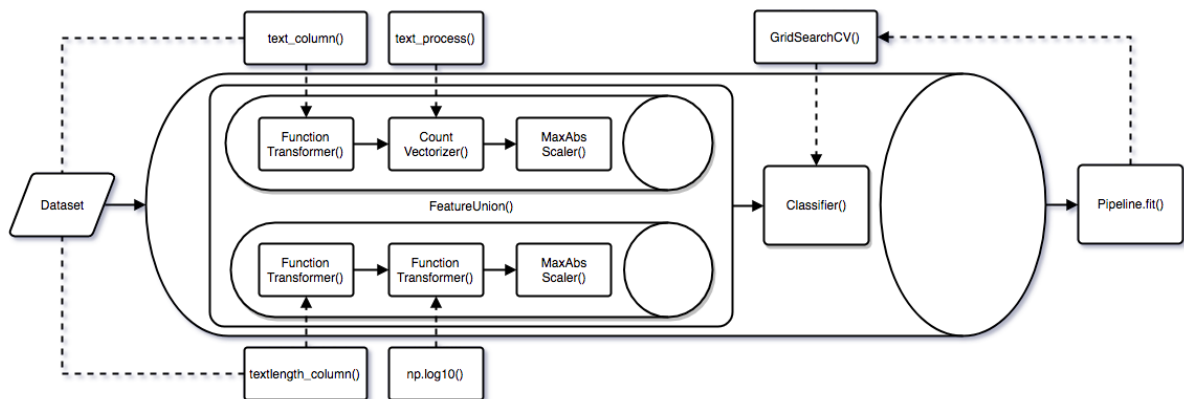 text_column()
text_process()
GridSearchCV()
Function
Transformer()
Count
Vectorizer()
MaxAbs
Scaler()
Dataset
FeatureUnion()
Classifier()
Pipeline.fit()
Function
Transformer()
Function
Transformer()
MaxAbs
Scaler()
textlength_column()
np.log10()